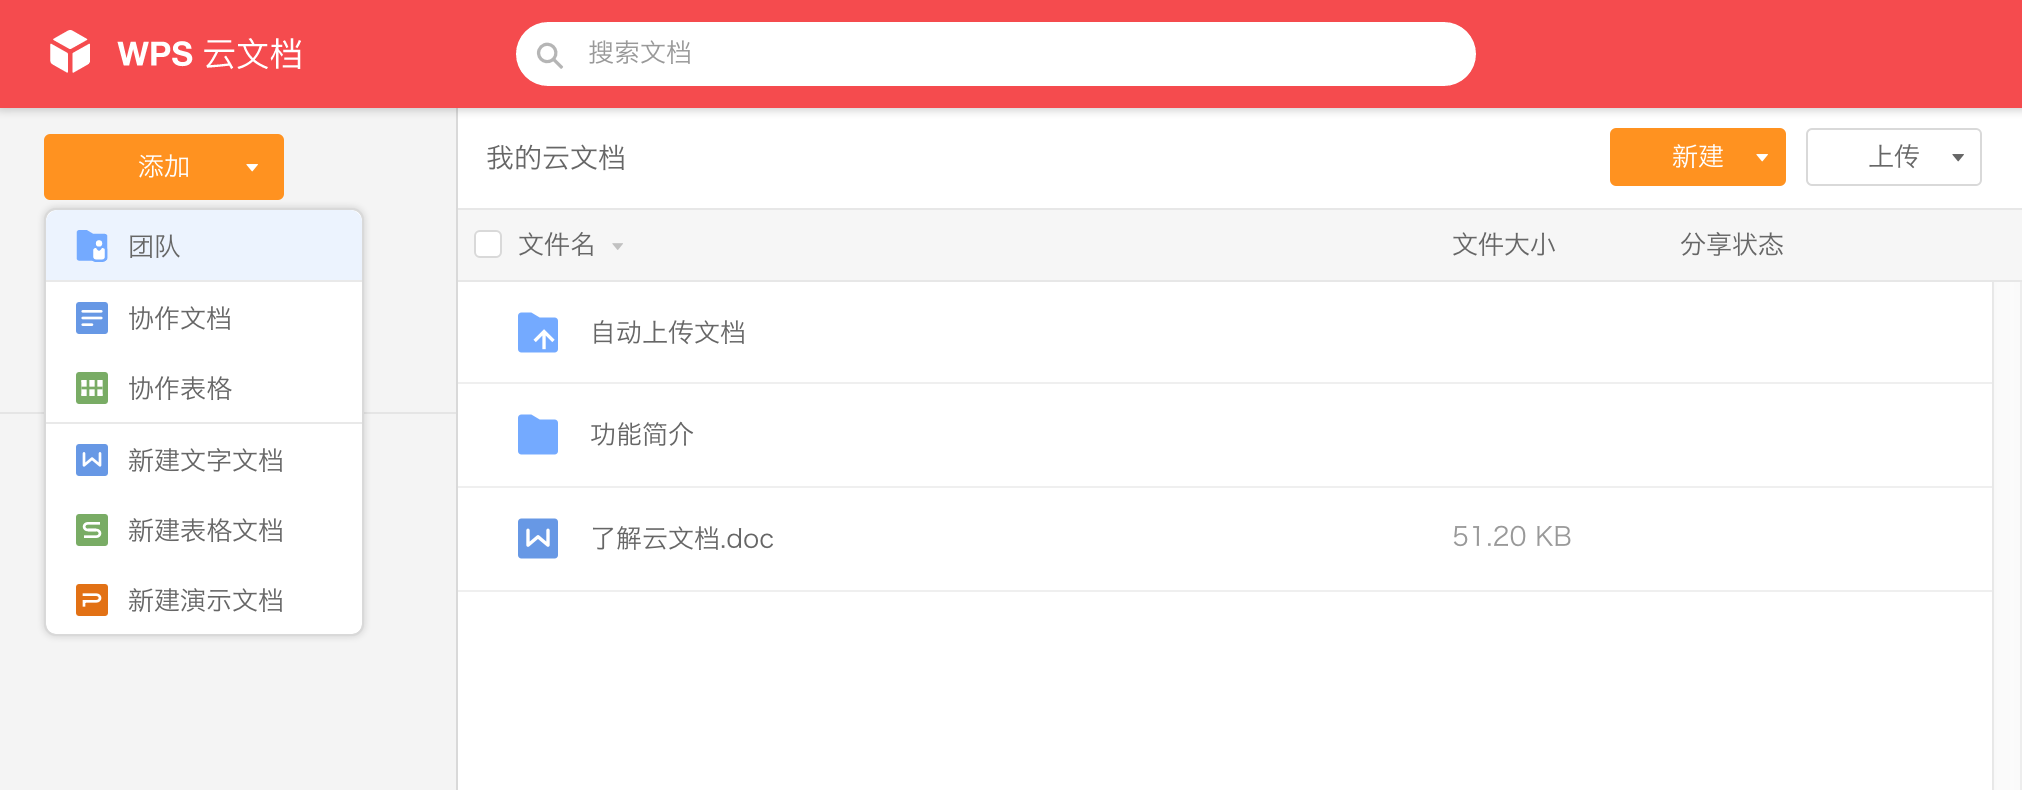 WPS 云文档
搜索文档
添加
团队
协作文档
协作表格
新建文字文档
新建表格文档
新建演示文档
我的云文档
新建
上传
文件名
文件大小
分享状态
自动上传文档
功能简介
了解云文档.doc
51.20 KB